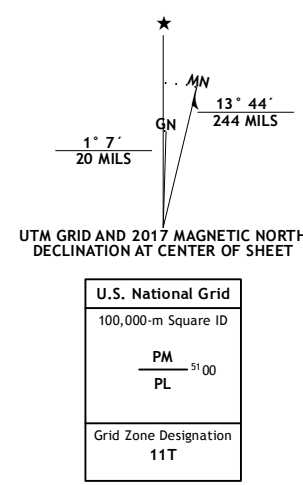 ★
MN
13° 44´
244 MILS
GN
1° 7´
20 MILS
UTM GRID AND 2017 MAGNETIC NORTH
DECLINATION AT CENTER OF SHEET
U.S. National Grid
100,000-m Square ID
PM
5100
PL
Grid Zone Designation
11T